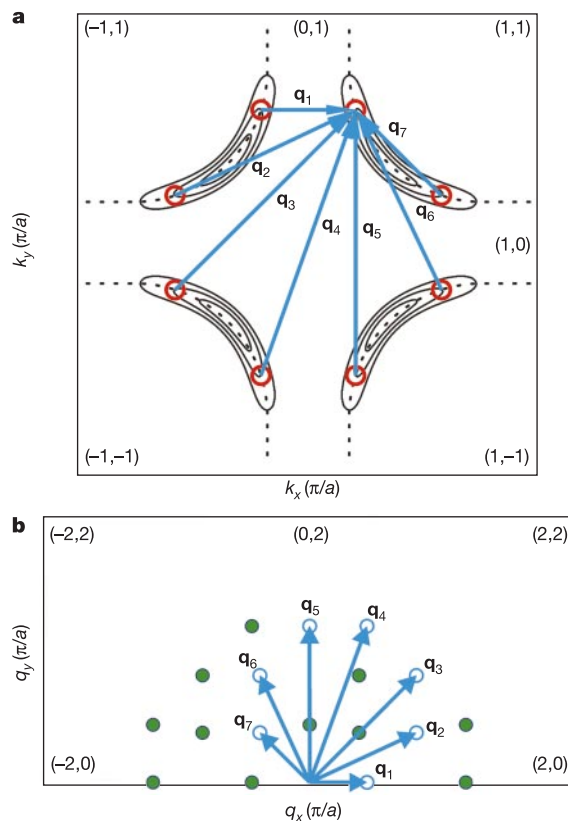 a
(–1,1) (0,1) (1,1)
q1
q7
q2
q3
q6
q4
q5
(1,0)
ky (π/a)
(–1,–1) (1,–1)
kx (π/a)
b
(–2,2) (0,2) (2,2)
q5 q4
q6 q3
q7 q2
qy (π/a)
(–2,0) q1 (2,0)
qx (π/a)